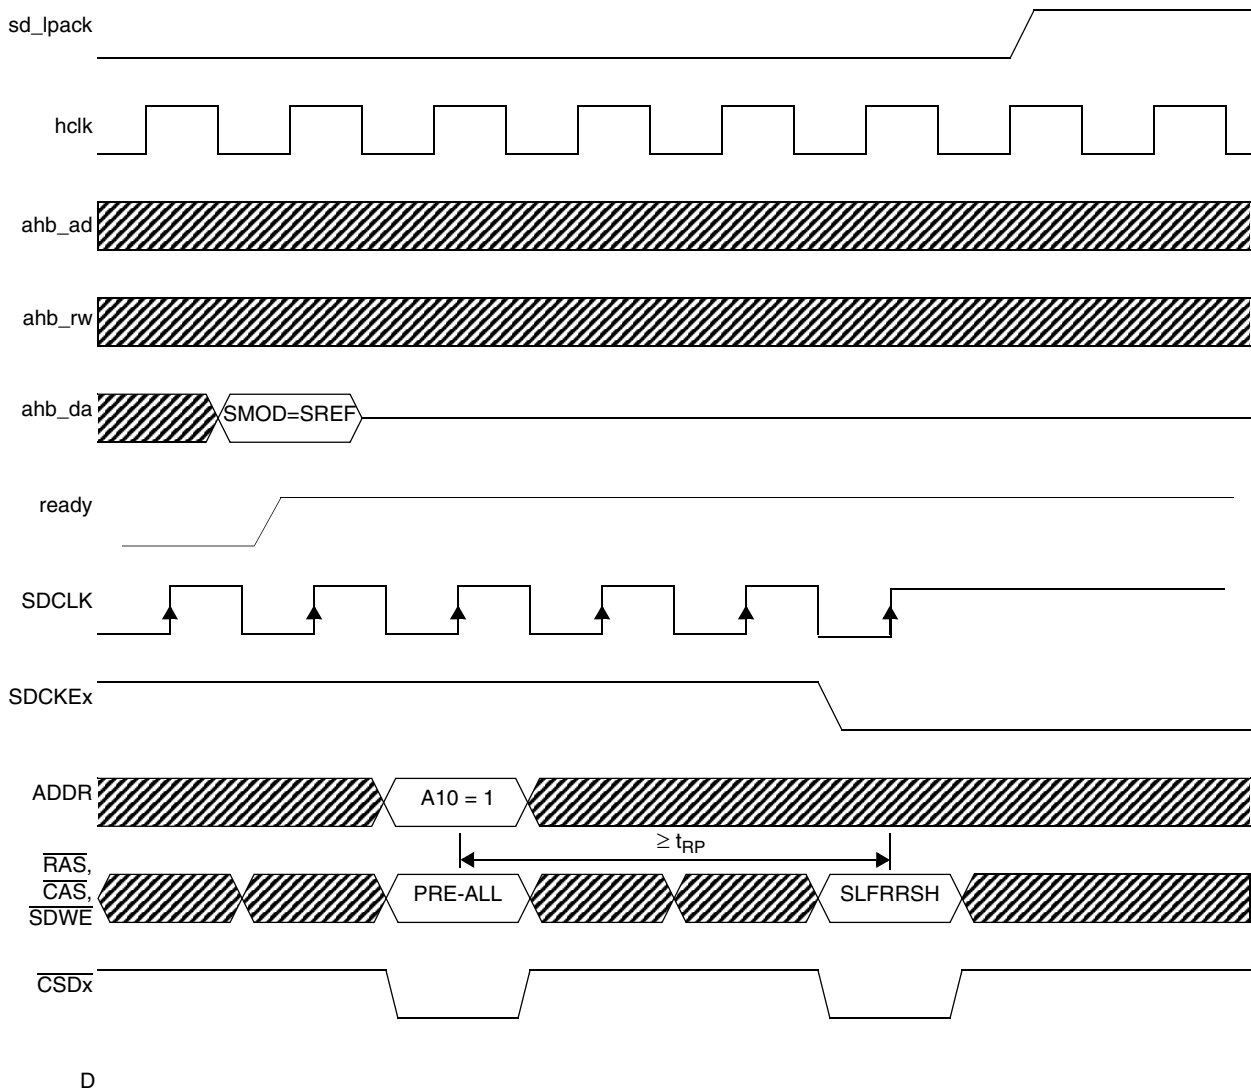 sd_lpack
hclk
ahb_ad
ahb_rw
ahb_da
SMOD=SREF
ready
SDCLK
SDCKEx
ADDR
A10 = 1
≥ tRP
RAS,
CAS,
SDWE
PRE-ALL
SLFRRSH
CSDx
D